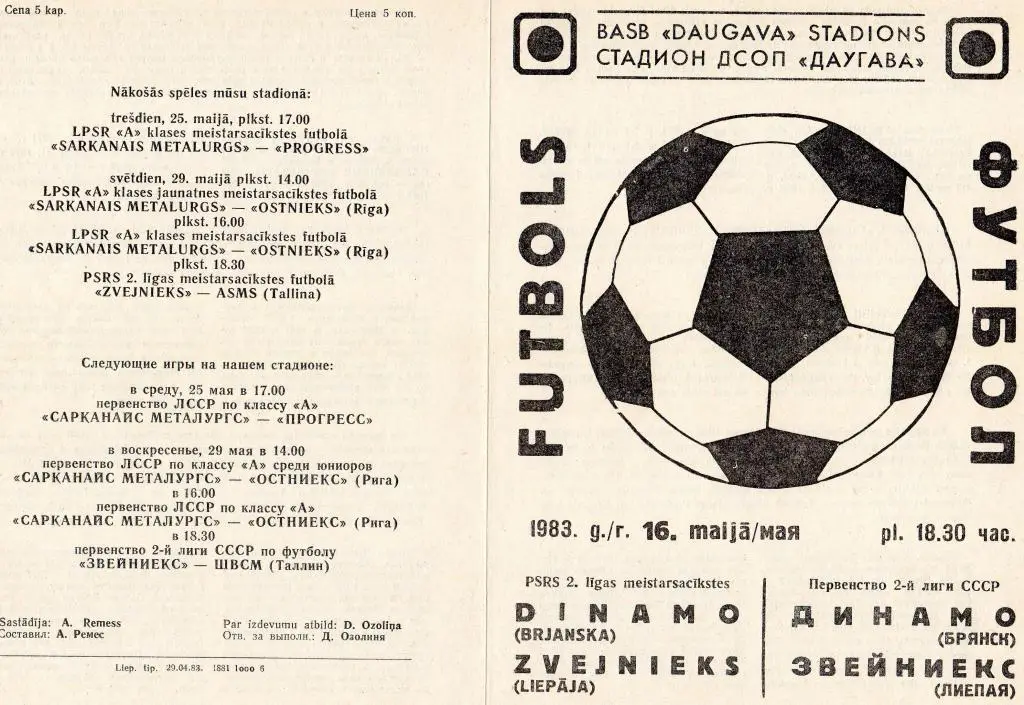 Cena 5 kap.
Цена 5 коп.
Nākošās spēles mūsu stadionā:
trešdien, 25. maijā, plkst. 17.00
LPSR «A» klases meistarsacīkstes futbolā
«SARKANAIS METALURGS» — «PROGRESS»
svētdien, 29. maijā plkst. 14.00
LPSR «A» klases jaunatnes meistarsacīkstes futbolā
«SARKANAIS METALURGS» — «OSTNIEKS» (Rīga)
plkst. 16.00
LPSR «A» klases meistarsacīkstes futbolā
«SARKANAIS METALURGS» — «OSTNIEKS» (Rīga)
plkst. 18.30
PSRS 2. līgas meistarsacīkstes futbolā
«ZVEJNIEKS» — ASMS (Tallina)
Следующие игры на нашем стадионе:
в среду, 25 мая в 17.00
первенство ЛССР по классу «А»
«САРКАНАЙС МЕТАЛУРГС» — «ПРОГРЕСС»
в воскресенье, 29 мая в 14.00
первенство ЛССР по классу «А» среди юниоров
«САРКАНАЙС МЕТАЛУРГС» — «ОСТНИЕКС» (Рига)
в 16.00
первенство ЛССР по классу «А»
«САРКАНАЙС МЕТАЛУРГС» — «ОСТНИЕКС» (Рига)
в 18.30
первенство 2-й лиги СССР по футболу
«ЗВЕЙНИЕКС» — ШВСМ (Таллин)
Sastādīja: A. Remess
Составил: А. Ремес
Par izdevumu atbild: D. Ozoliņa
Отв. за выполн.: Д. Озолиня
Liep. tip. 29.04.83. 1881 1ooo 6
BASB «DAUGAVA» STADIONS
СТАДИОН ДСОП «ДАУГАВА»
FUTBOLS
ФУТБОЛ
1983. g./г. 16. maijā/мая pl. 18.30 час.
PSRS 2. līgas meistarsacīkstes
DINAMO
(BRJANSKA)
ZVEJNIEKS
(LIEPĀJA)
Первенство 2-й лиги СССР
ДИНАМО
(БРЯНСК)
ЗВЕЙНИЕКС
(ЛИЕПАЯ)